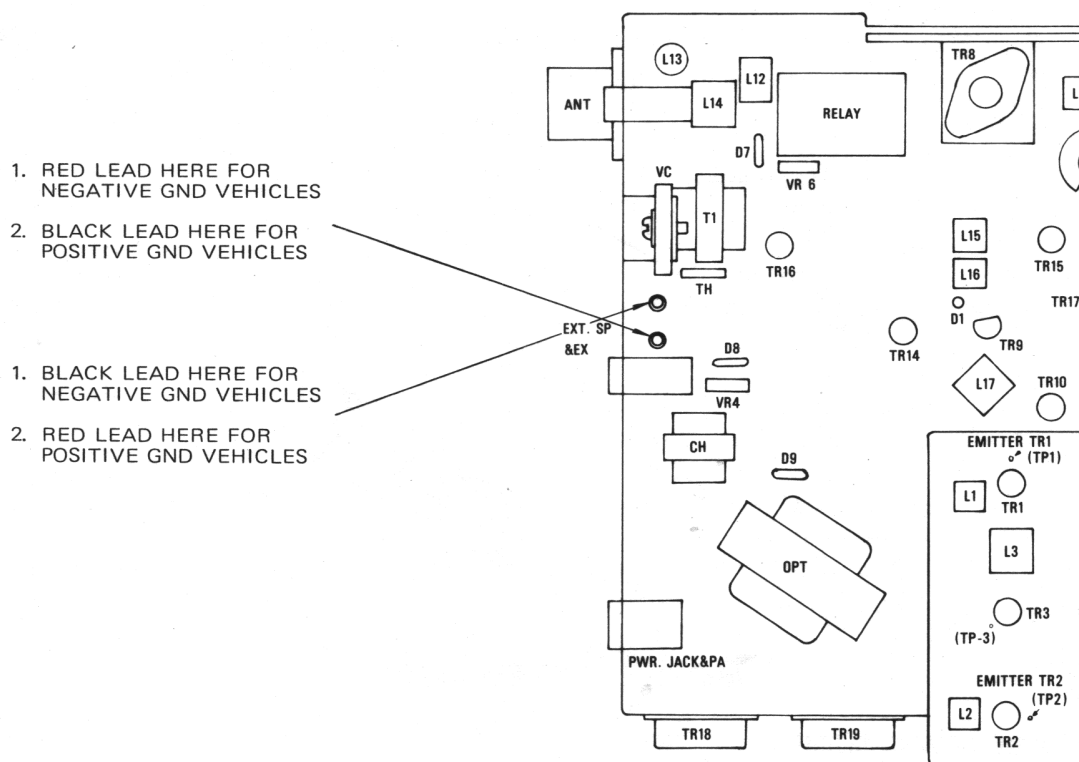 1. RED LEAD HERE FOR
NEGATIVE GND VEHICLES
2. BLACK LEAD HERE FOR
POSITIVE GND VEHICLES
1. BLACK LEAD HERE FOR
NEGATIVE GND VEHICLES
2. RED LEAD HERE FOR
POSITIVE GND VEHICLES
L13
L12
TR8
ANT
L14
RELAY
D7
VC
VR 6
T1
L15
TR15
TR16
L16
TH
D1
TR17
EXT. SP
&EX
TR14
TR9
D8
VR4
L17
TR10
CH
EMITTER TR1
(TP1)
D9
L1
TR1
L3
OPT
TR3
(TP-3)
PWR. JACK&PA
EMITTER TR2
(TP2)
L2
TR2
TR18
TR19